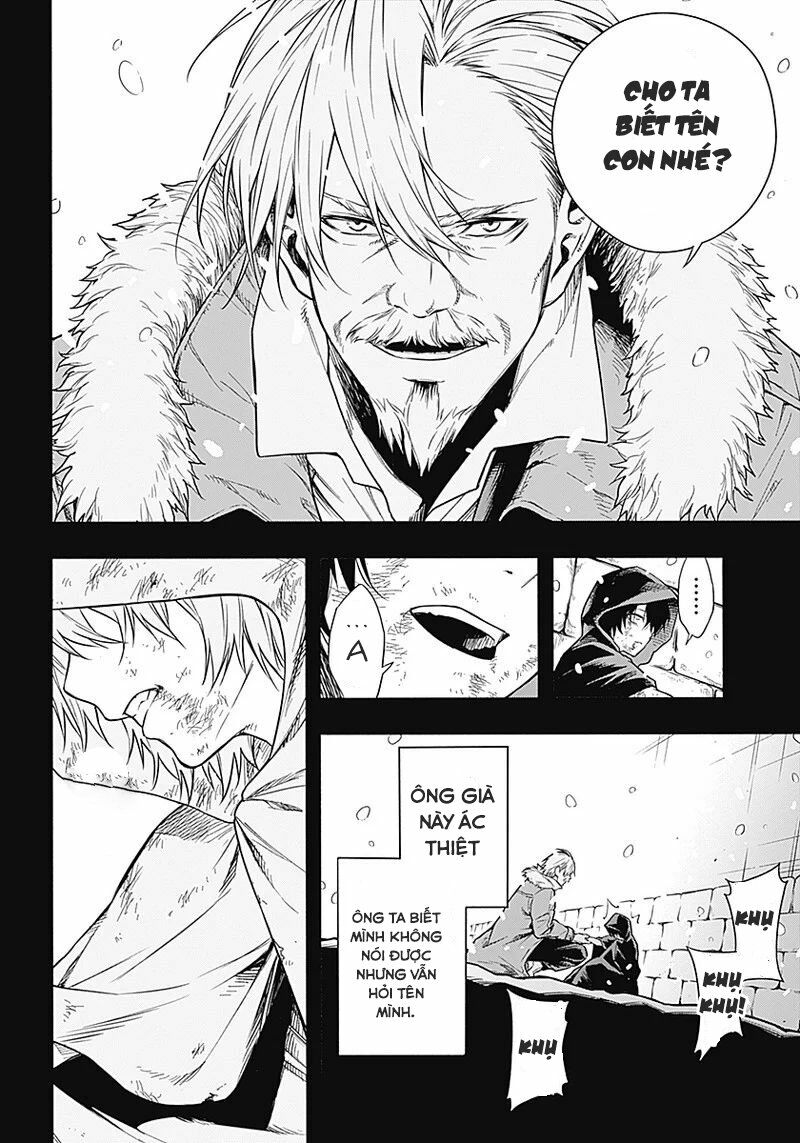 CHO TA
BIẾT TÊN
CON NHÉ?
......
...
A
ÔNG GIÀ
NÀY ÁC
THIỆT
ÔNG TA BIẾT
MÌNH KHÔNG
NÓI ĐƯỢC
NHƯNG VẪN
HỎI TÊN
MÌNH.
KHỤ
KHỤ
KHỤ!
KHỤ